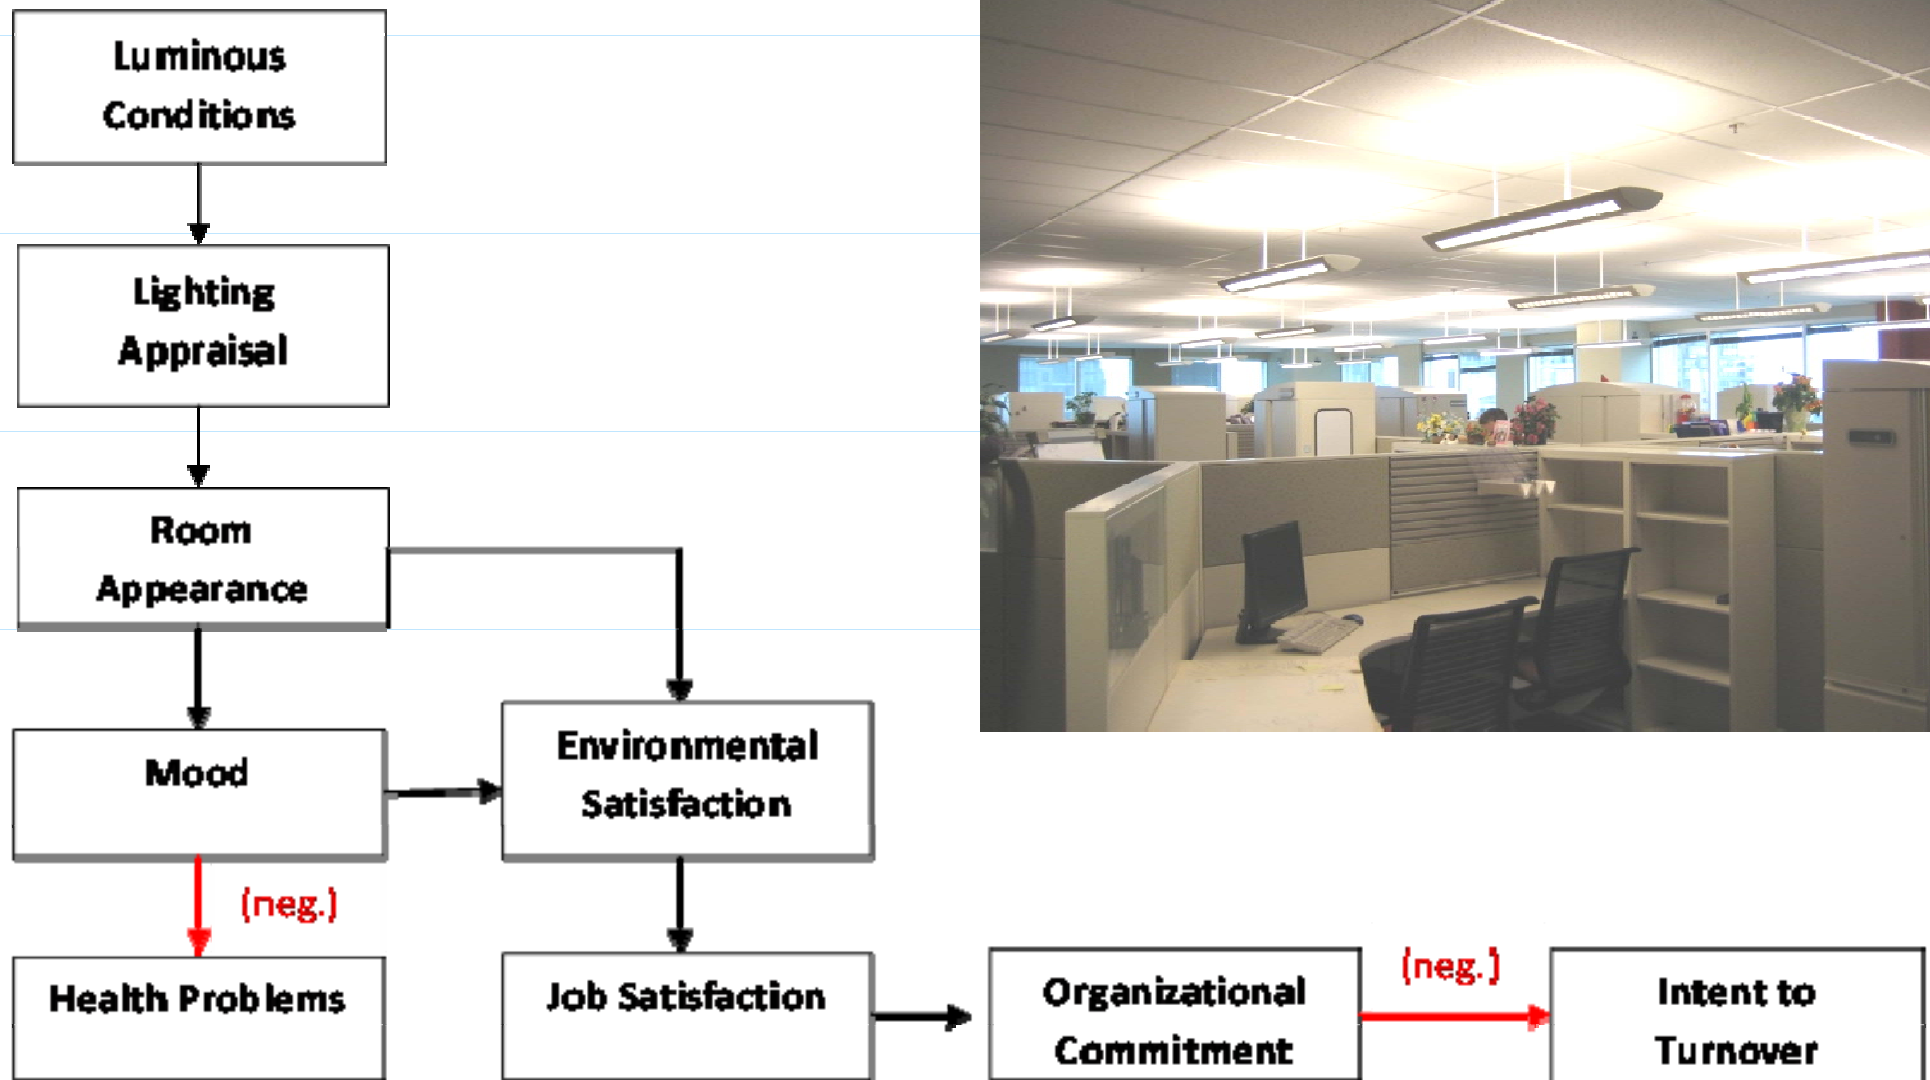 Luminous
Conditions
Lighting
Appraisal
Room
Appearance
Mood
Environmental
Satisfaction
(neg.)
Health Problems
Job Satisfaction
Organizational
Commitment
(neg.)
Intent to
Turnover